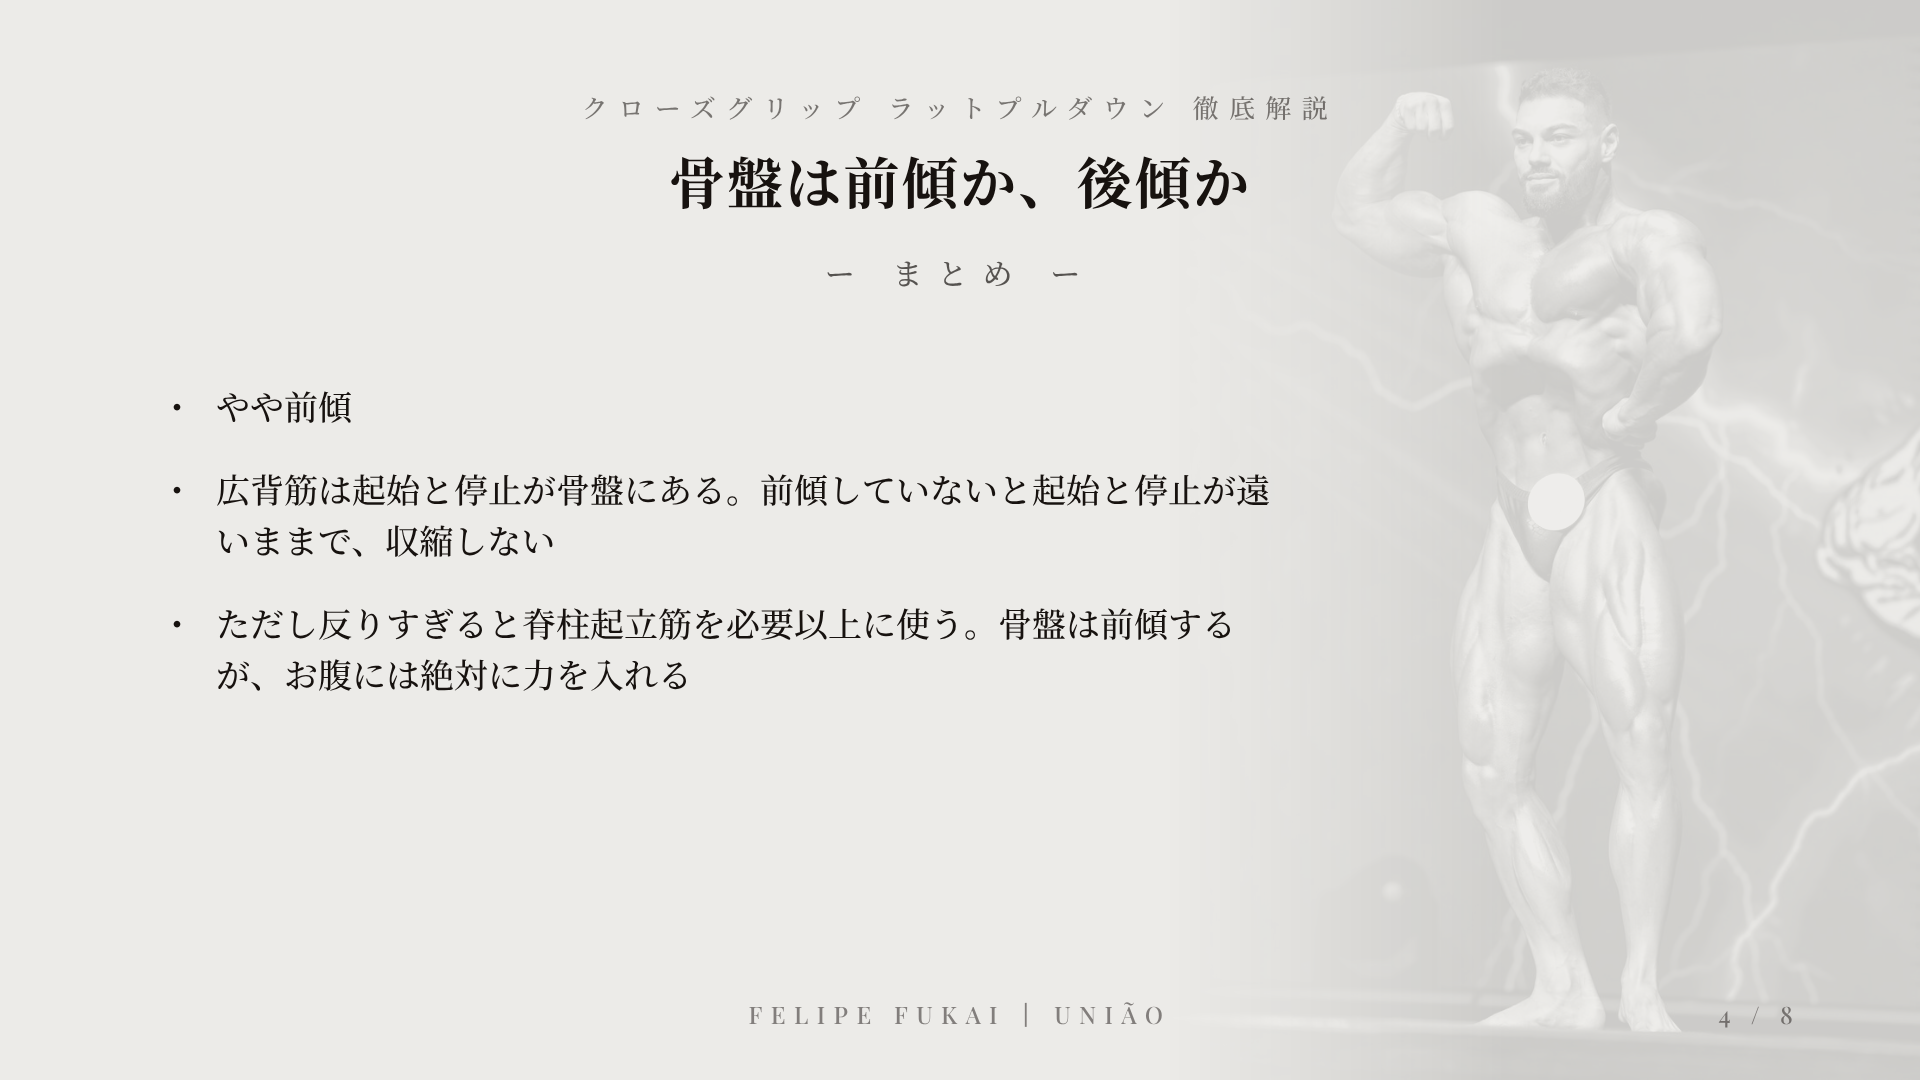 クローズグリップ ラットプルダウン 徹底解説
骨盤は前傾か、後傾か
ー まとめ ー
・ やや前傾
・ 広背筋は起始と停止が骨盤にある。前傾していないと起始と停止が遠
いままで、収縮しない
・ ただし反りすぎると脊柱起立筋を必要以上に使う。骨盤は前傾する
が、お腹には絶対に力を入れる
FELIPE FUKAI | UNIÃO
4 / 8